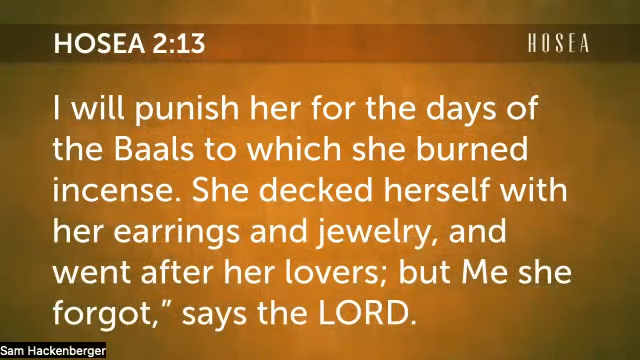 HOSEA 2:13
HOSEA
I will punish her for the days of
the Baals to which she burned
incense. She decked herself with
her earrings and jewelry, and
went after her lovers; but Me she
forgot,” says the LORD.
Sam Hackenberger